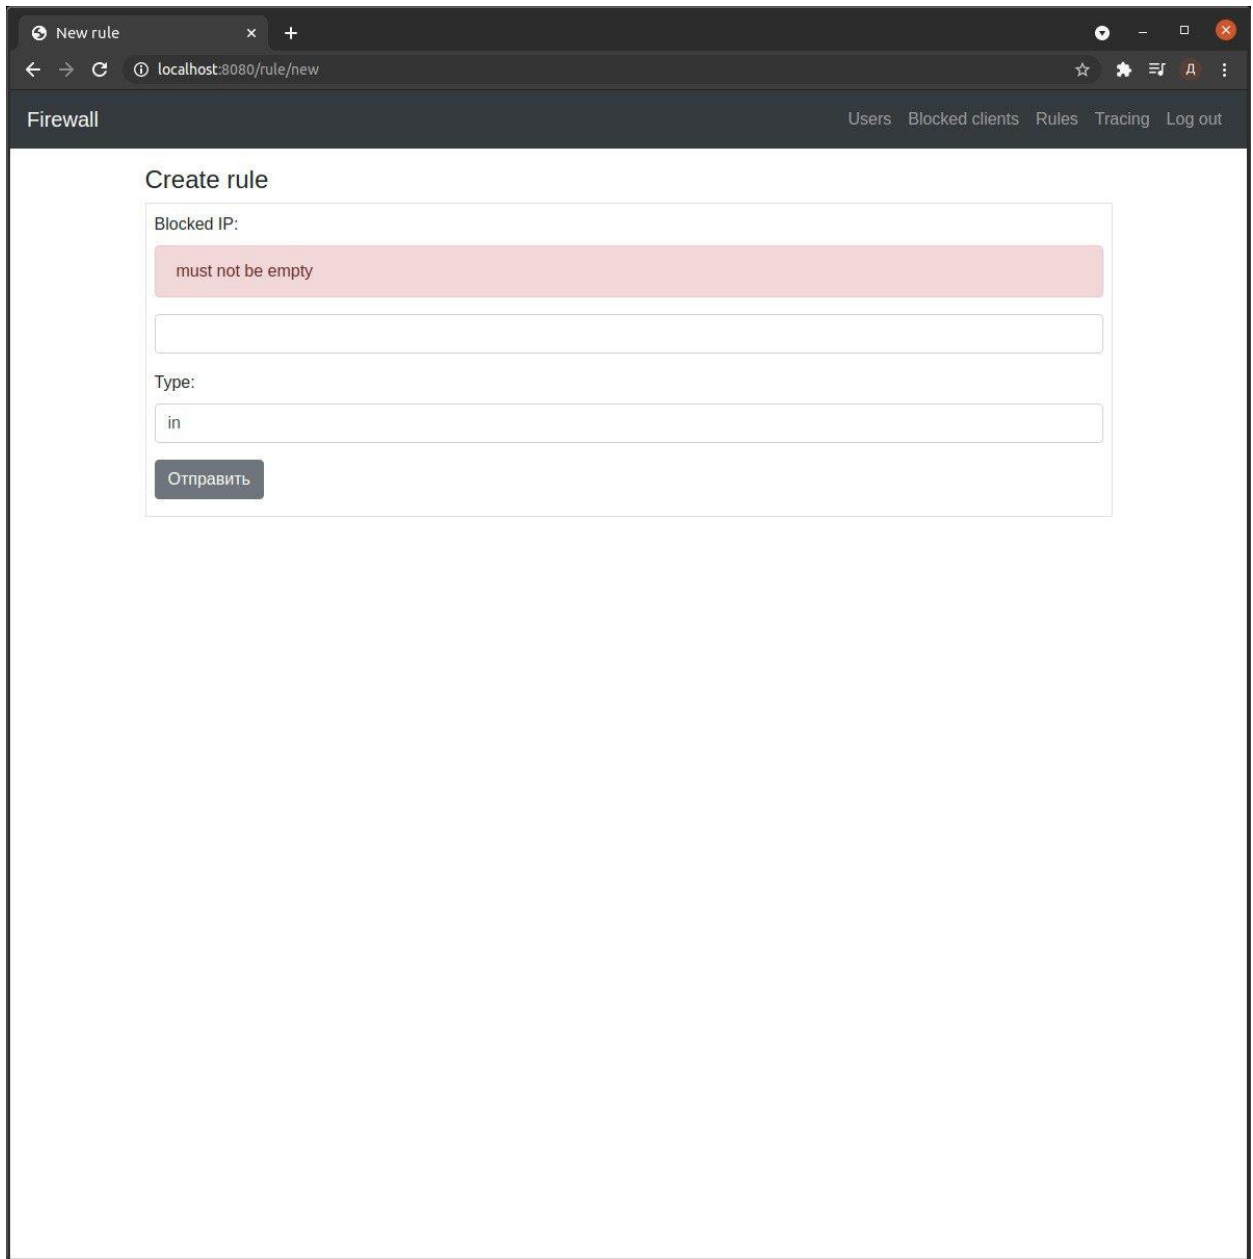 New rule
localhost:8080/rule/new
Д
Firewall
Users Blocked clients Rules Tracing Log out
Create rule
Blocked IP:
must not be empty
Type:
in
Отправить